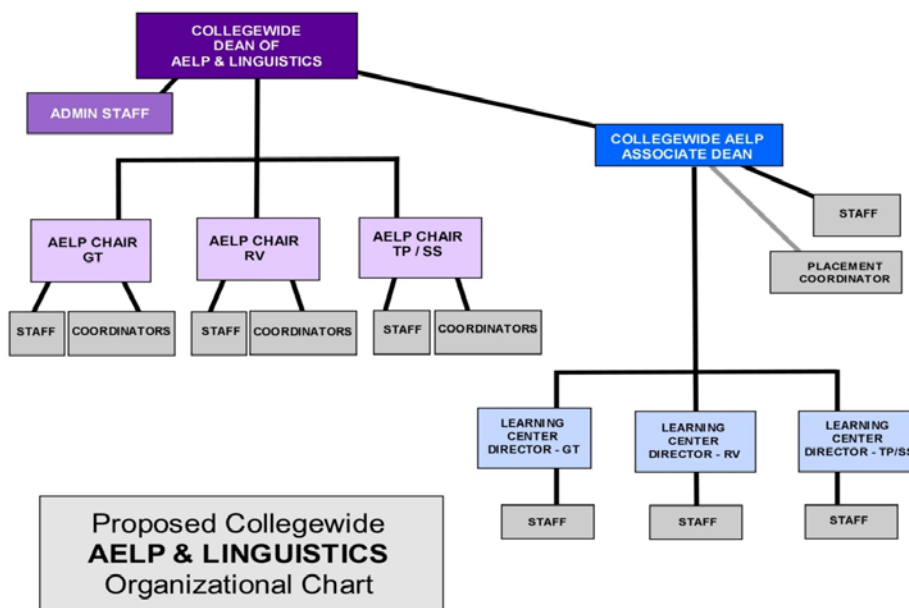 COLLEGEWIDE
DEAN OF
AELP & LINGUISTICS
ADMIN STAFF
COLLEGEWIDE AELP
ASSOCIATE DEAN
STAFF
PLACEMENT
COORDINATOR
AELP CHAIR
GT
AELP CHAIR
RV
AELP CHAIR
TP / SS
STAFF
COORDINATORS
STAFF
COORDINATORS
STAFF
COORDINATORS
LEARNING
CENTER
DIRECTOR - GT
LEARNING
CENTER
DIRECTOR - RV
LEARNING
CENTER
DIRECTOR - TP/SS
STAFF
STAFF
STAFF
Proposed Collegewide
AELP & LINGUISTICS
Organizational Chart